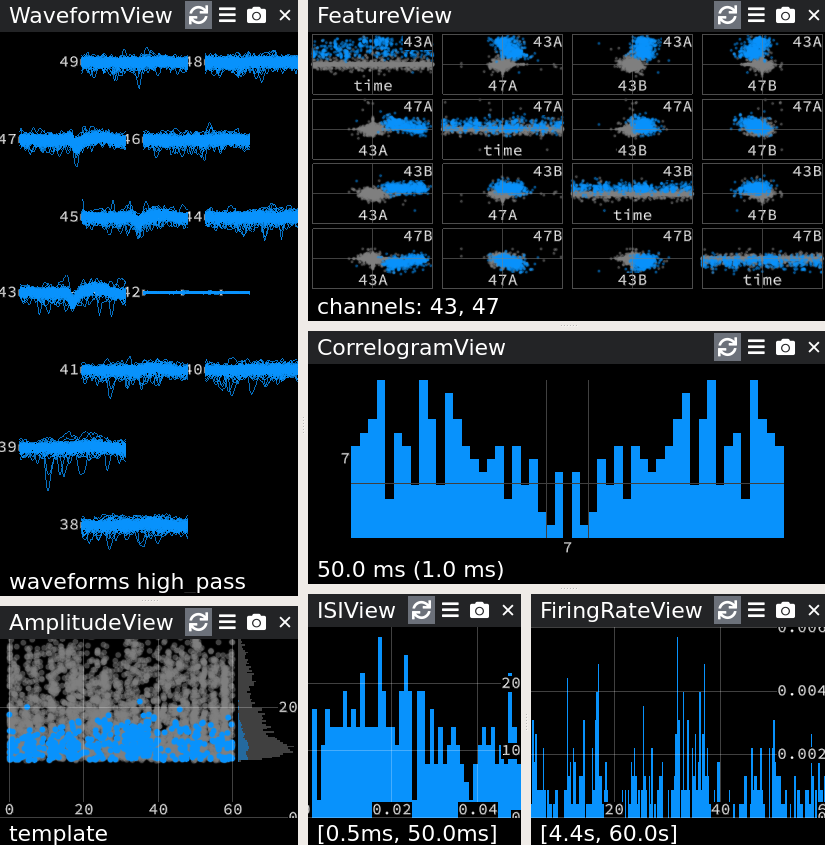 WaveformView
49 48
47 46
45 44
43 42
41 40
39
38
waveforms high_pass
FeatureView
43A 43A 43A 43A
time 47A 43B 47B
47A 47A 47A 47A
43A time 43B 47B
43B 43B 43B 43B
43A 47A time 47B
47B 47B 47B 47B
43A 47A 43B time
channels: 43, 47
CorrelogramView
7
7
50.0 ms (1.0 ms)
AmplitudeView
20
0 20 40 60 0
template
ISIView
20
10
0.02 0.04 0
[0.5ms, 50.0ms]
FiringRateView
0.006
0.004
0.002
20 40 6
[4.4s, 60.0s]